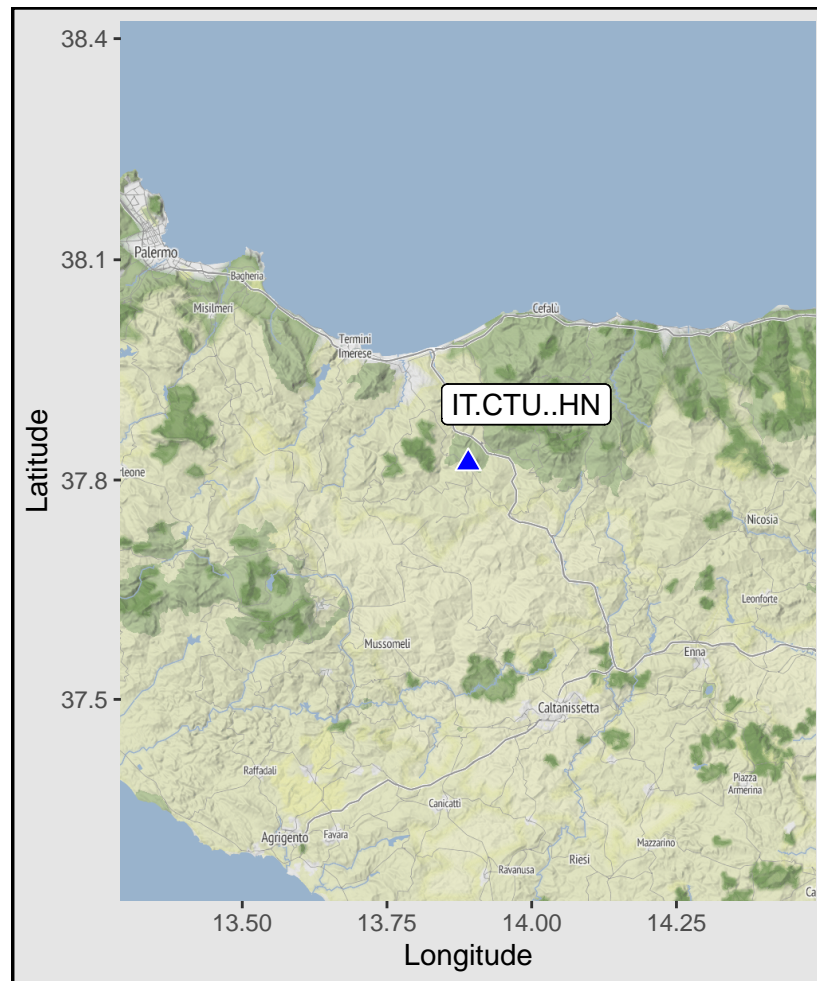 38.4
38.1
37.8
37.5
Latitude
13.50
13.75
14.00
14.25
Longitude
IT.CTU..HN
Palermo
Bagheria
Misilmeri
Termini
Imerese
Cefalù
rleone
Nicosia
Leonforte
Mussomeli
Enna
Caltanissetta
Raffadali
Piazza
Armerina
Canicattì
Agrigento
Favara
Mazzarino
Riesi
Ravanusa
Ca